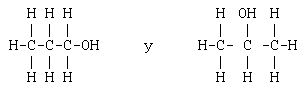 H H H      OH
| | |    H | H
H-C-C-C-OH  y  H-C- C -C-H
| | |    | | |
H H H    H H H